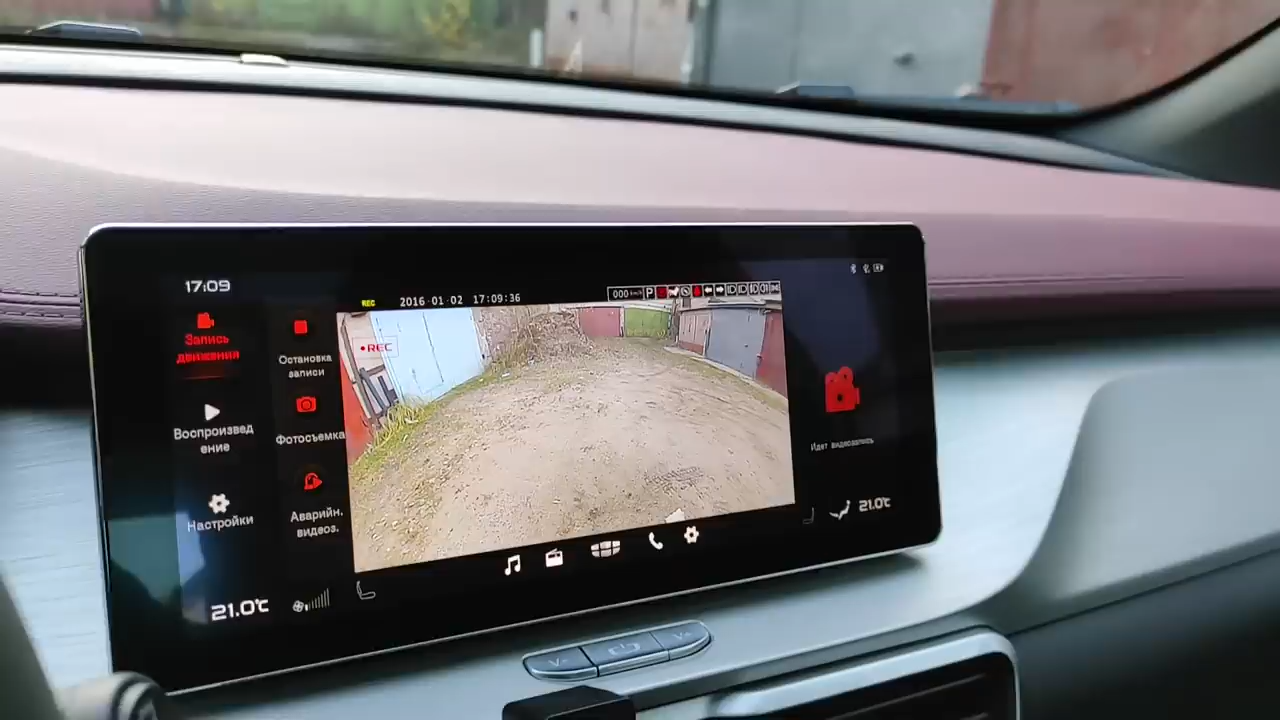 17:09
Запись
движения
Воспроизвед
ение
Настройки
21.0℃
Остановка
записи
Фотосъемка
Аварийн.
видеоз.
REC
2016-01-02 17:09:36
000 km/h P
REC
Идет видеозапись
21.0℃
V-
V+